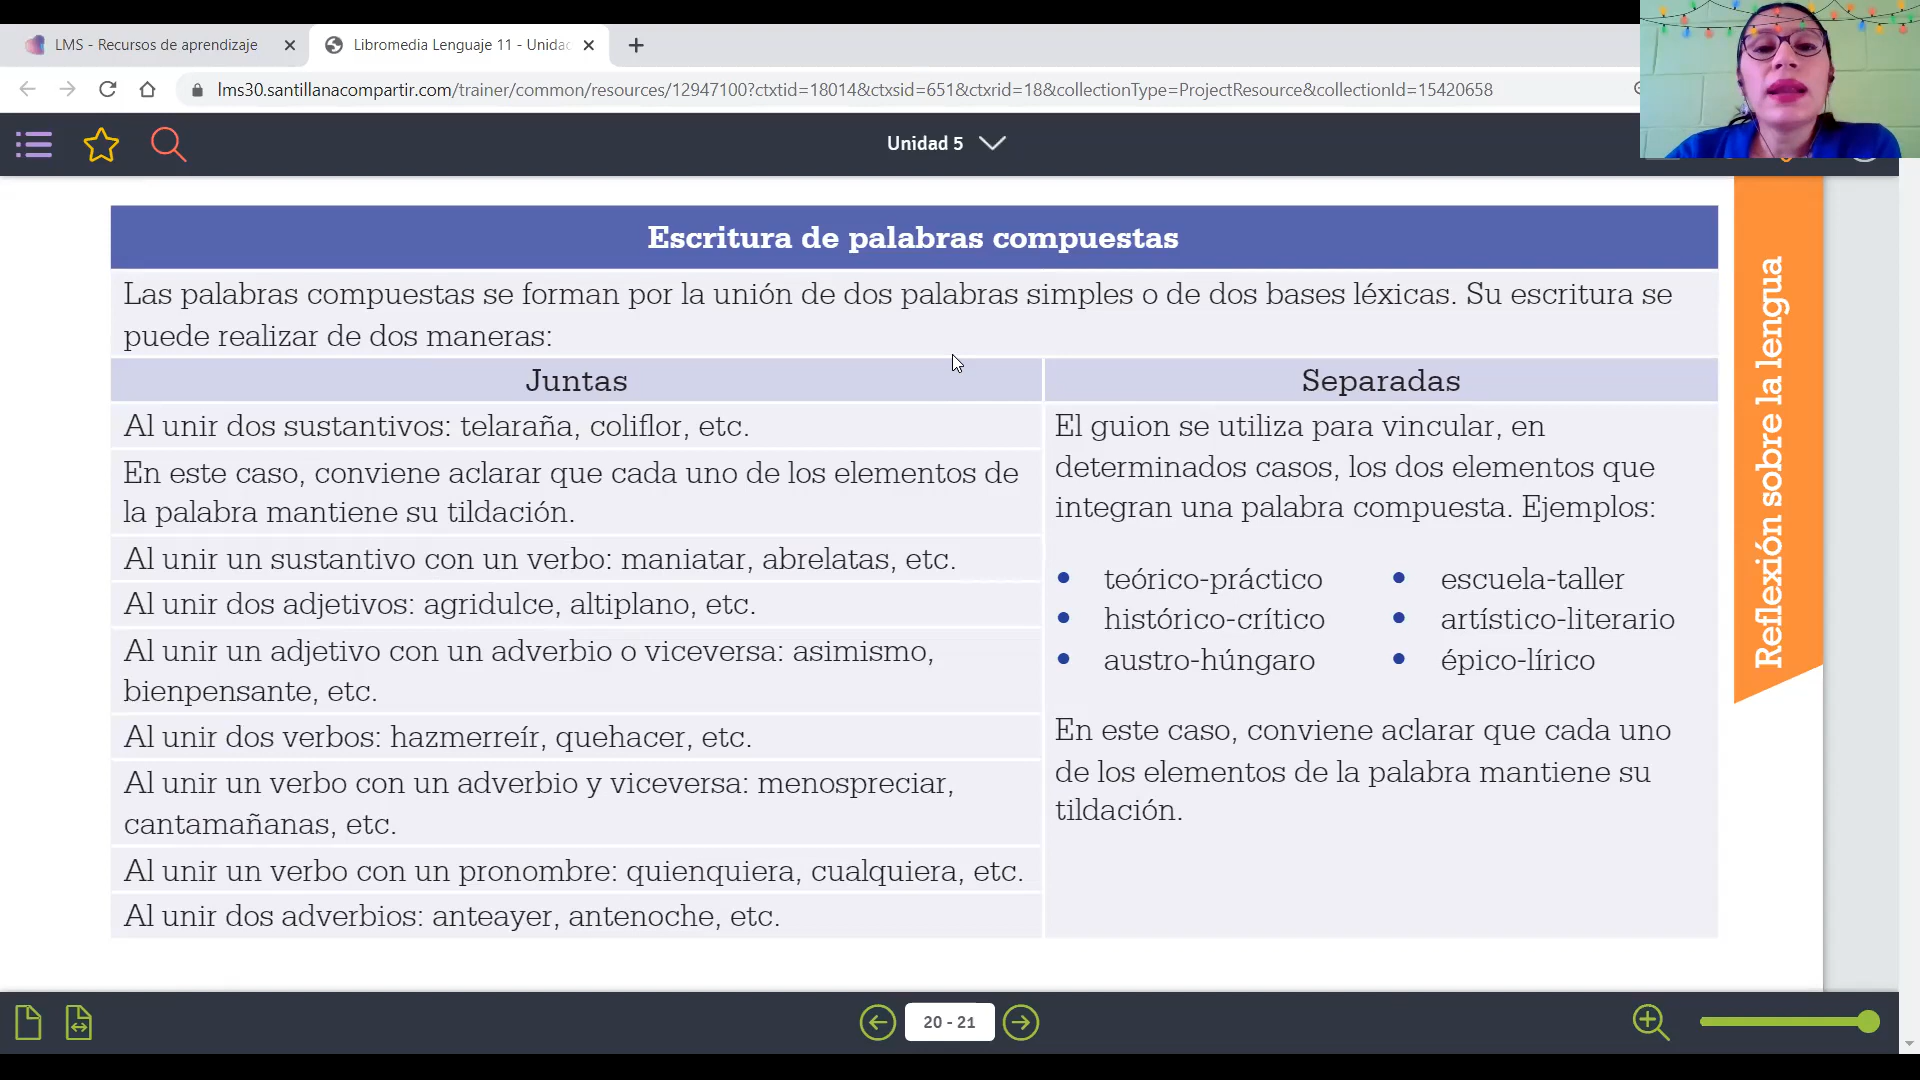 LMS - Recursos de aprendizaje
Libromedia Lenguaje 11 - Unidad
lms30.santillanacompartir.com/trainer/common/resources/12947100?ctxtid=18014&ctxsid=651&ctxrid=18&collectionType=ProjectResource&collectionId=15420658
Unidad 5
Escritura de palabras compuestas
Las palabras compuestas se forman por la unión de dos palabras simples o de dos bases léxicas. Su escritura se
puede realizar de dos maneras:
Juntas
Al unir dos sustantivos: telaraña, coliflor, etc.
En este caso, conviene aclarar que cada uno de los elementos de
la palabra mantiene su tildación.
Al unir un sustantivo con un verbo: maniatar, abrelatas, etc.
Al unir dos adjetivos: agridulce, altiplano, etc.
Al unir un adjetivo con un adverbio o viceversa: asimismo,
bienpensante, etc.
Al unir dos verbos: hazmerreír, quehacer, etc.
Al unir un verbo con un adverbio y viceversa: menospreciar,
cantamañanas, etc.
Al unir un verbo con un pronombre: quienquiera, cualquiera, etc.
Al unir dos adverbios: anteayer, antenoche, etc.
Separadas
El guion se utiliza para vincular, en
determinados casos, los dos elementos que
integran una palabra compuesta. Ejemplos:
• teórico-práctico
• histórico-crítico
• austro-húngaro
• escuela-taller
• artístico-literario
• épico-lírico
En este caso, conviene aclarar que cada uno
de los elementos de la palabra mantiene su
tildación.
Reflexión sobre la lengua
20 - 21